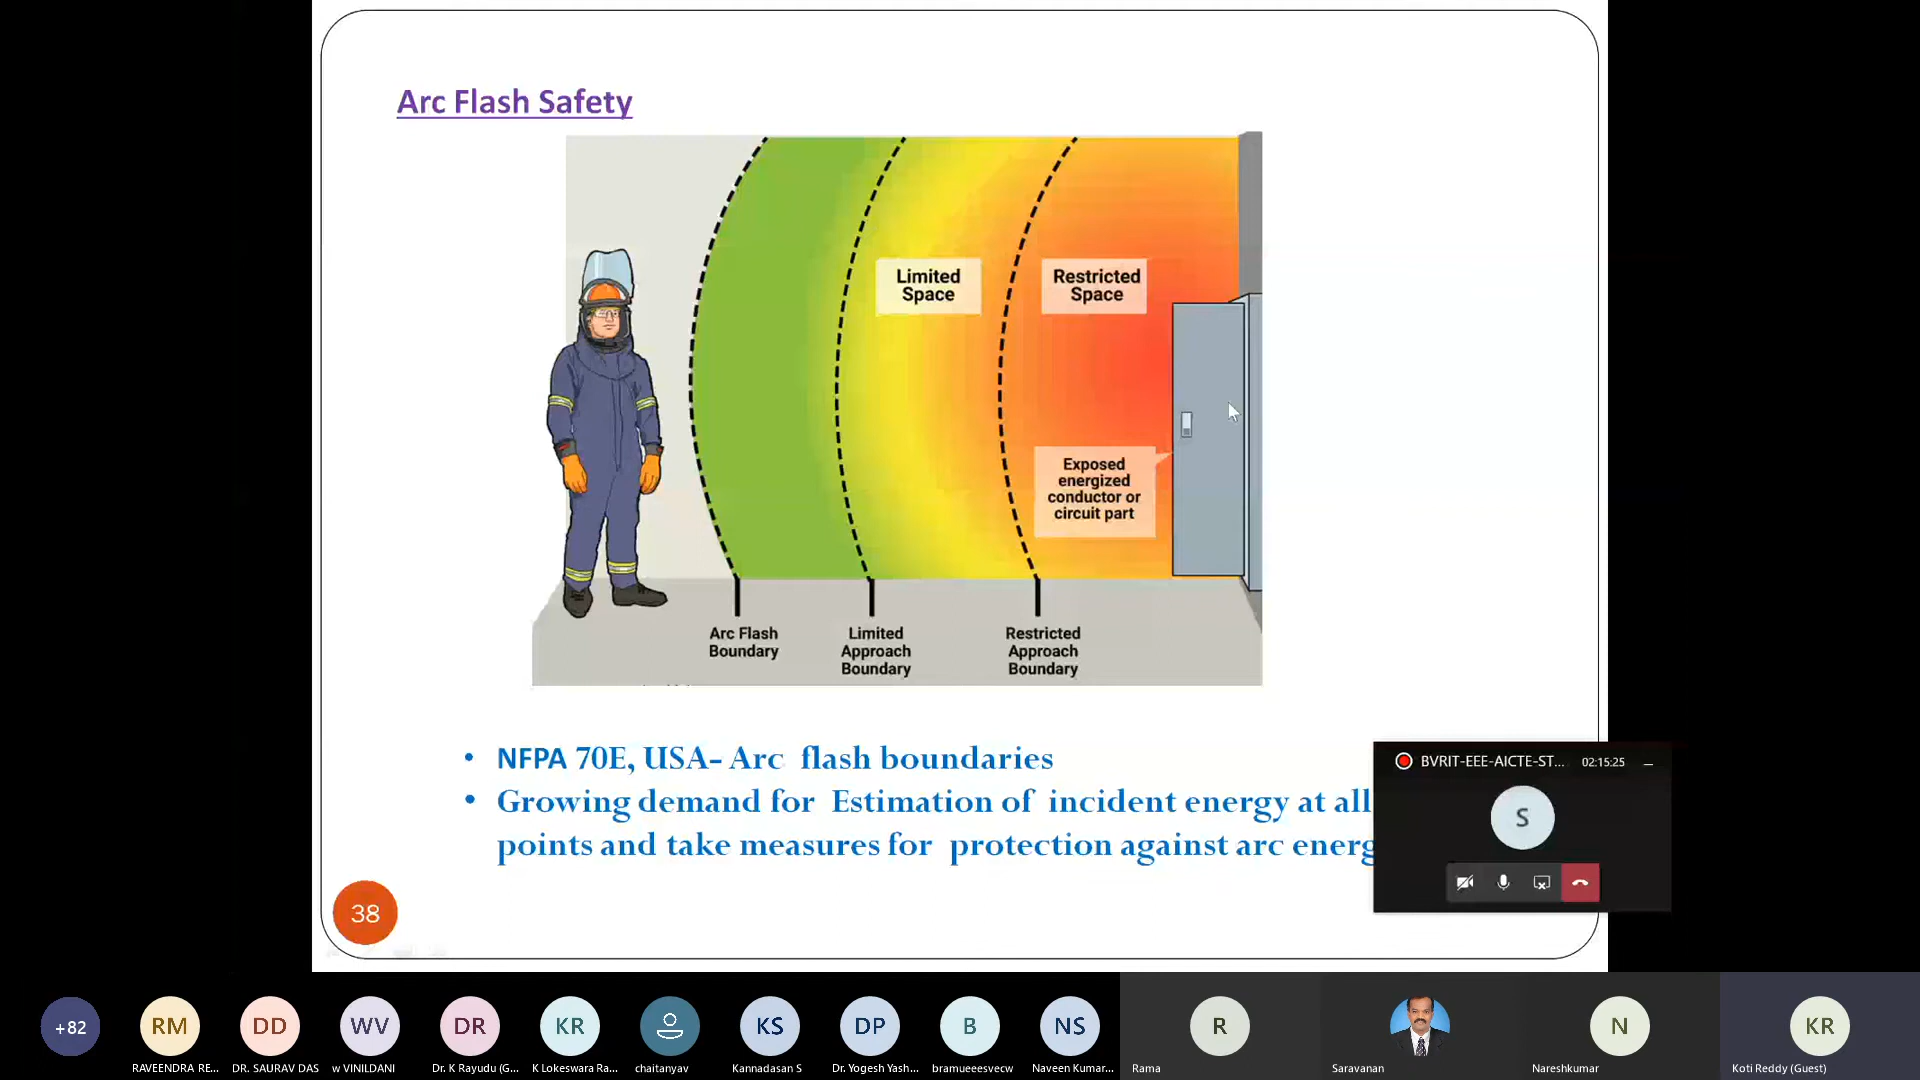 Arc Flash Safety
Limited
Space
Restricted
Space
Exposed
energized
conductor or
circuit part
Arc Flash
Boundary
Limited
Approach
Boundary
Restricted
Approach
Boundary
• NFPA 70E, USA- Arc flash boundaries
• Growing demand for Estimation of incident energy at all
points and take measures for protection against arc energ
BVRIT-EEE-AICTE-ST... 02:15:25
S
38
+82
RM
DD
WV
DR
KR
KS
DP
B
NS
R
N
KR
RAVEENDRA RE...
DR. SAURAV DAS
w VINILDANI
Dr. K Rayudu (G...
K Lokeswara Ra...
chaitanyav
Kannadasan S
Dr. Yogesh Yash...
bramueeesvecw
Naveen Kumar...
Rama
Saravanan
Nareshkumar
Koti Reddy (Guest)